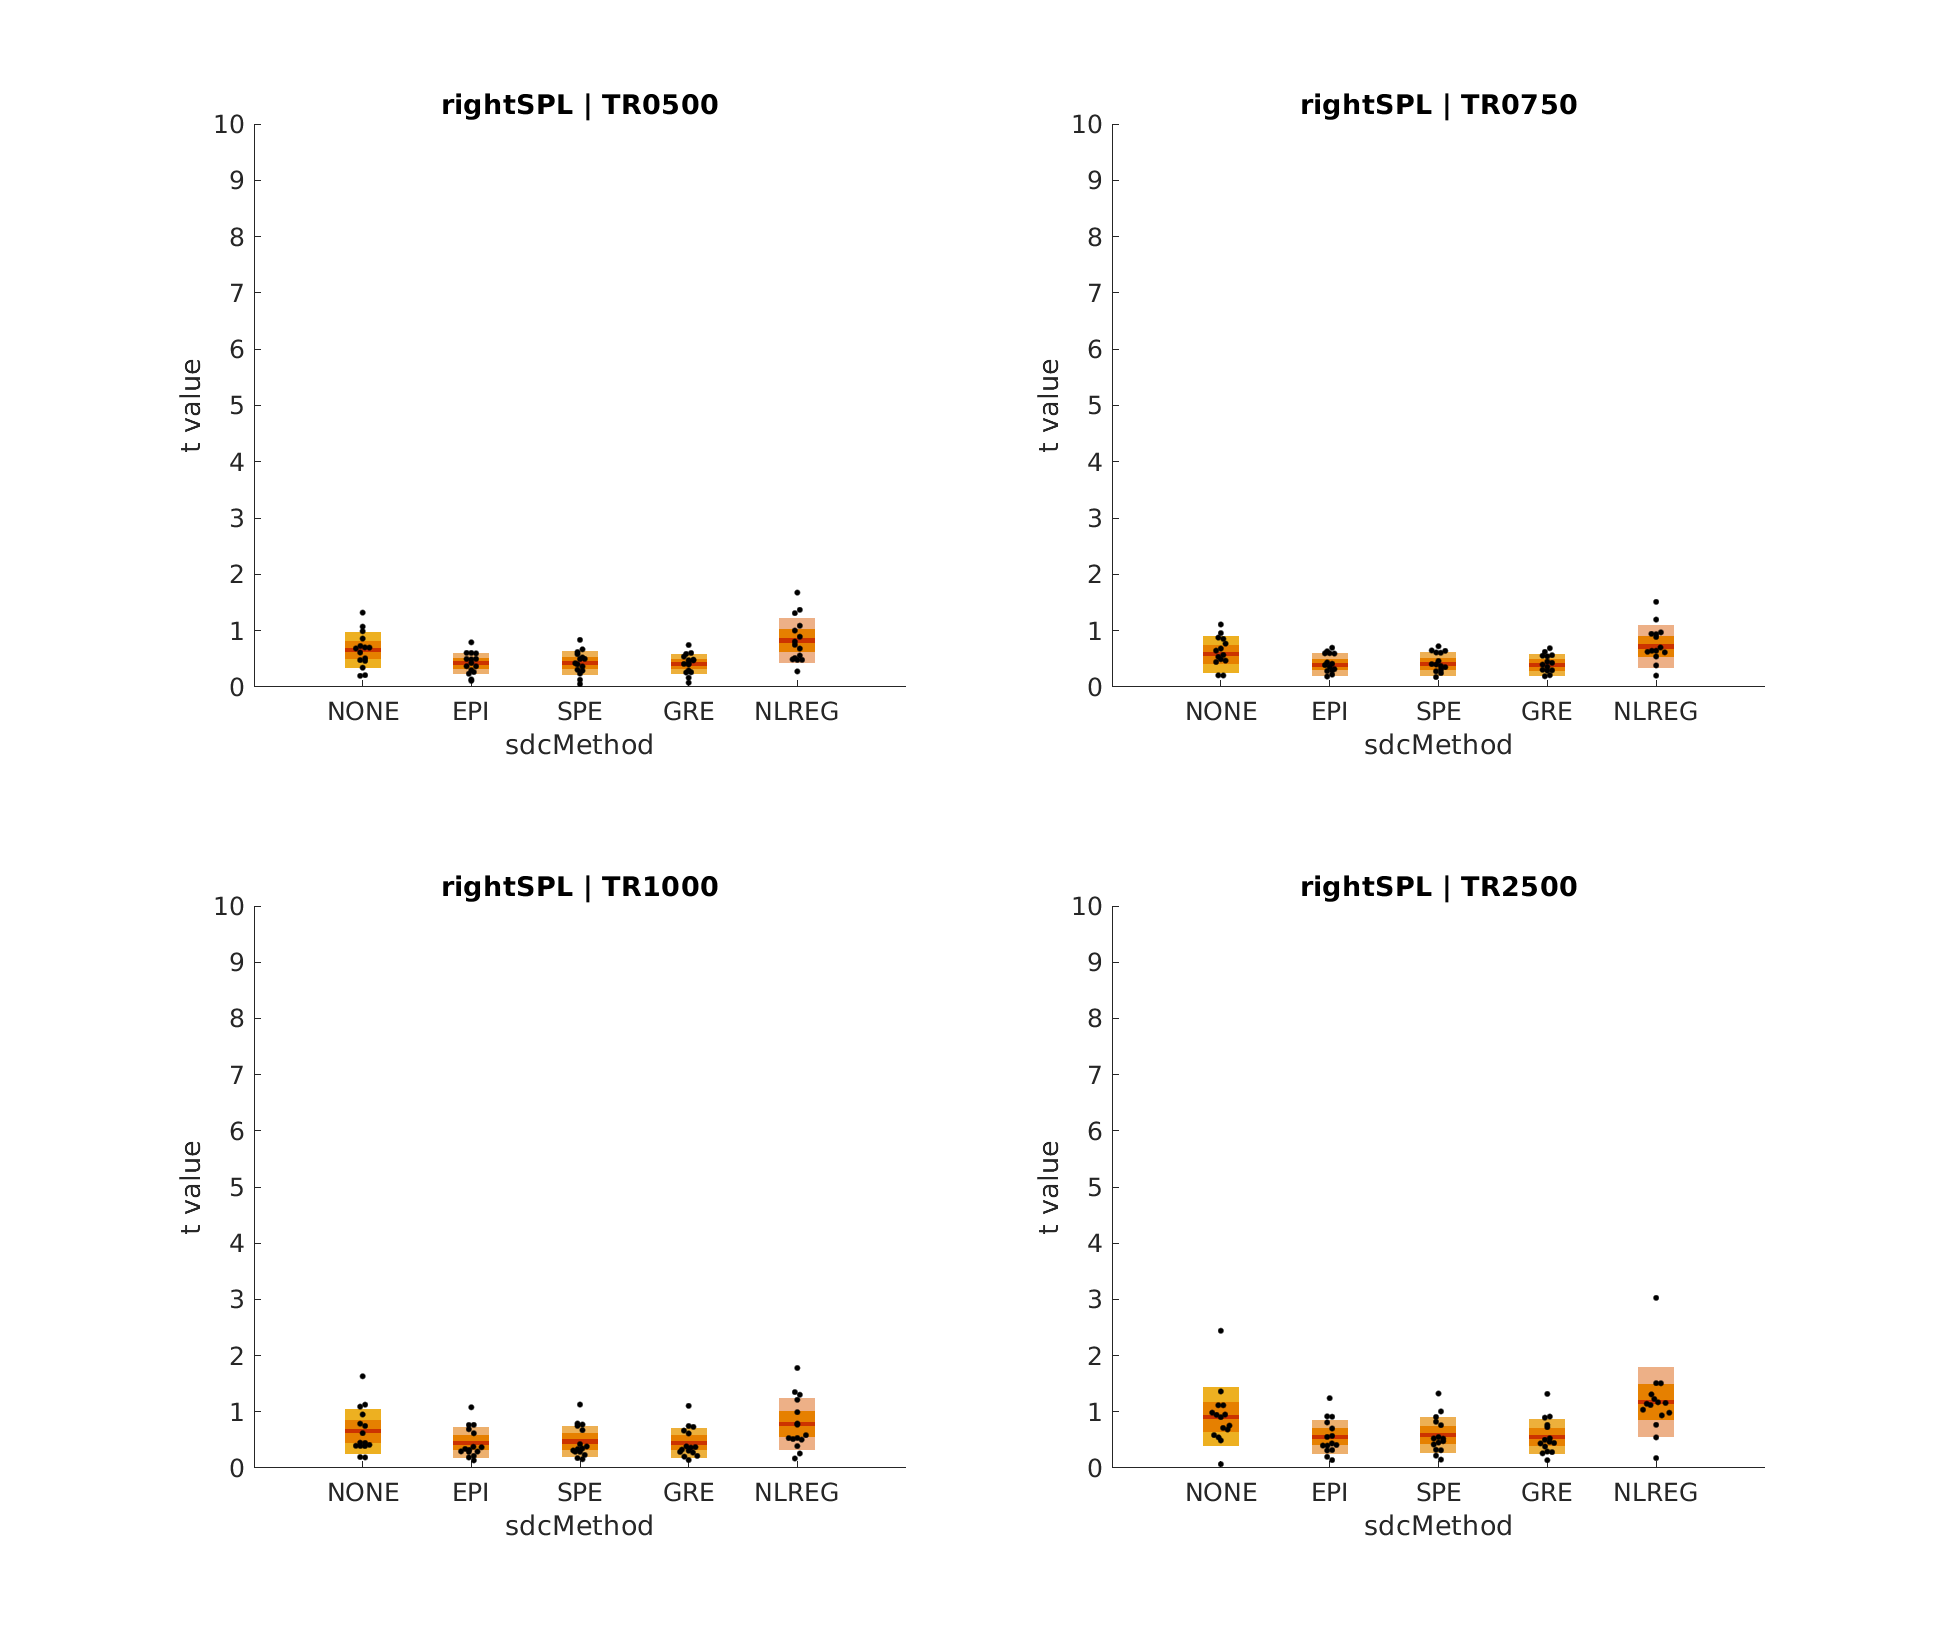 rightSPL | TR0500
10
9
8
7
6
5
4
3
2
1
0
t value
NONE EPI SPE GRE NLREG
sdcMethod
rightSPL | TR0750
10
9
8
7
6
5
4
3
2
1
0
t value
NONE EPI SPE GRE NLREG
sdcMethod
rightSPL | TR1000
10
9
8
7
6
5
4
3
2
1
0
t value
NONE EPI SPE GRE NLREG
sdcMethod
rightSPL | TR2500
10
9
8
7
6
5
4
3
2
1
0
t value
NONE EPI SPE GRE NLREG
sdcMethod